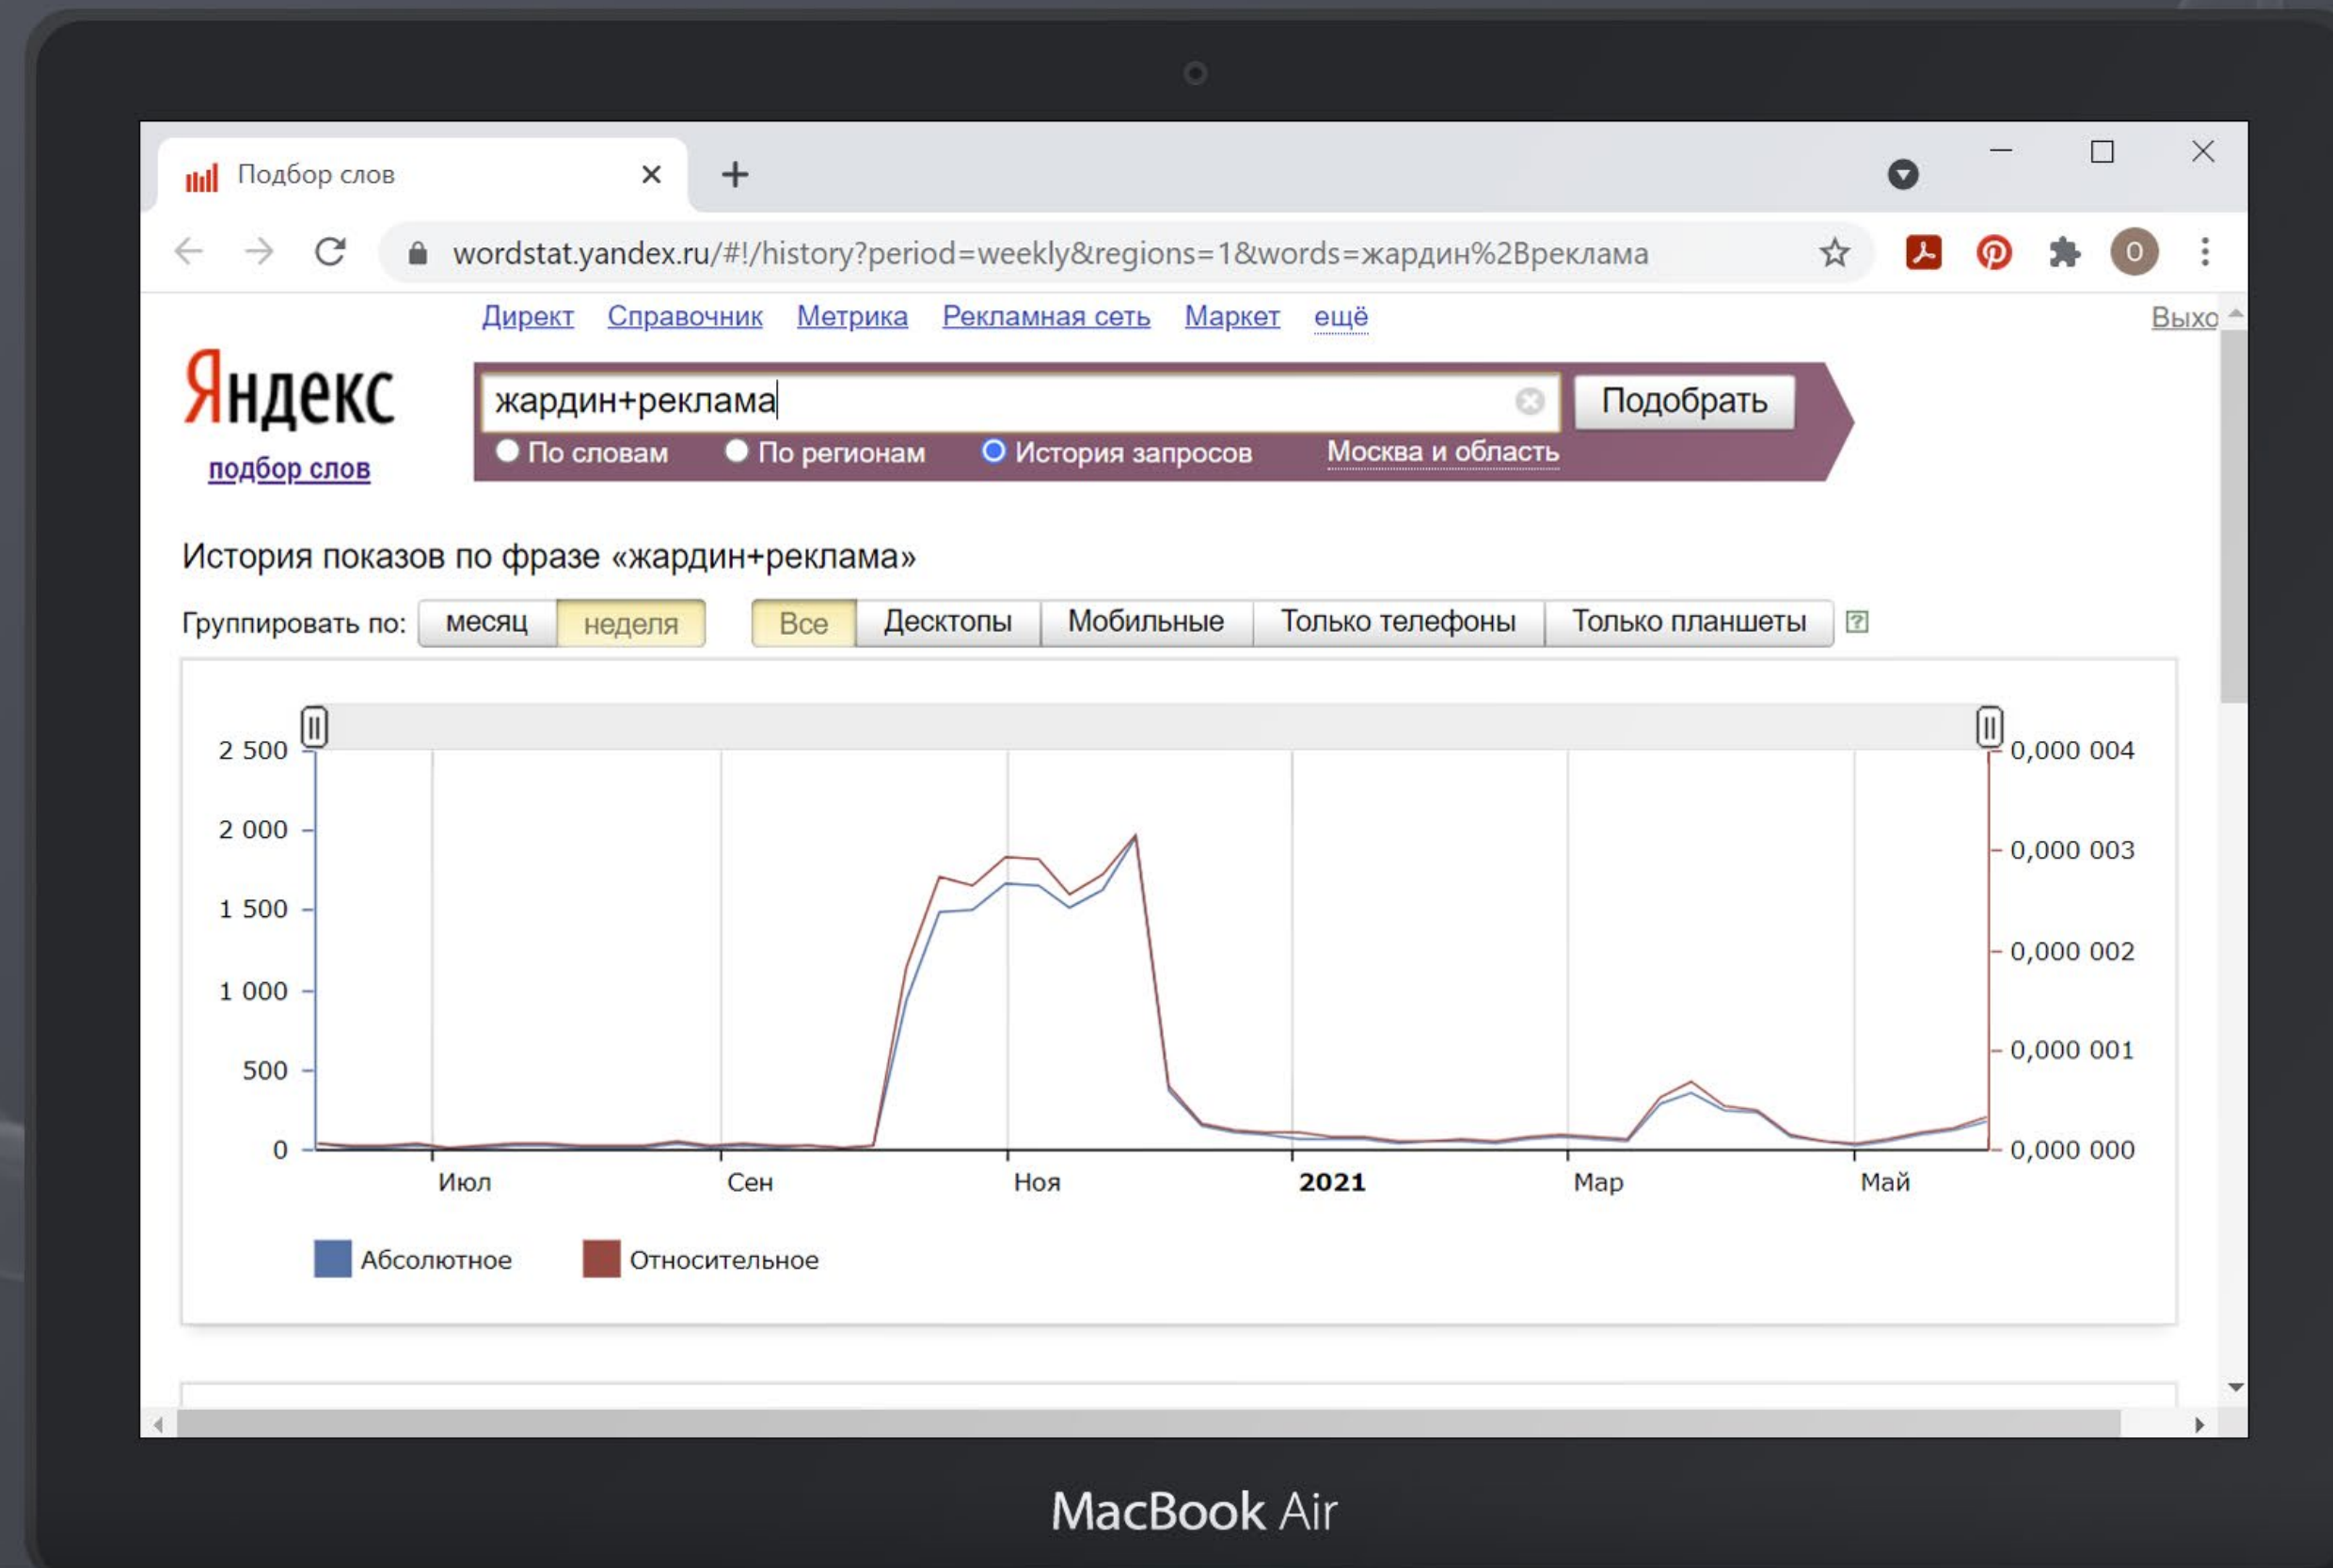 Подбор слов
wordstat.yandex.ru/#!/history?period=weekly&regions=1&words=жардин%2Bреклама
О
Директ Справочник Метрика Рекламная сеть Маркет ещё
Выхо
Яндекс
подбор слов
жардин+реклама
Подобрать
По словам По регионам История запросов Москва и область
История показов по фразе «жардин+реклама»
Группировать по: месяц неделя Все Десктопы Мобильные Только телефоны Только планшеты ?
2 500
2 000
1 500
1 000
500
0
0,000 004
0,000 003
0,000 002
0,000 001
0,000 000
Июл Сен Ноя 2021 Мар Май
Абсолютное Относительное
MacBook Air